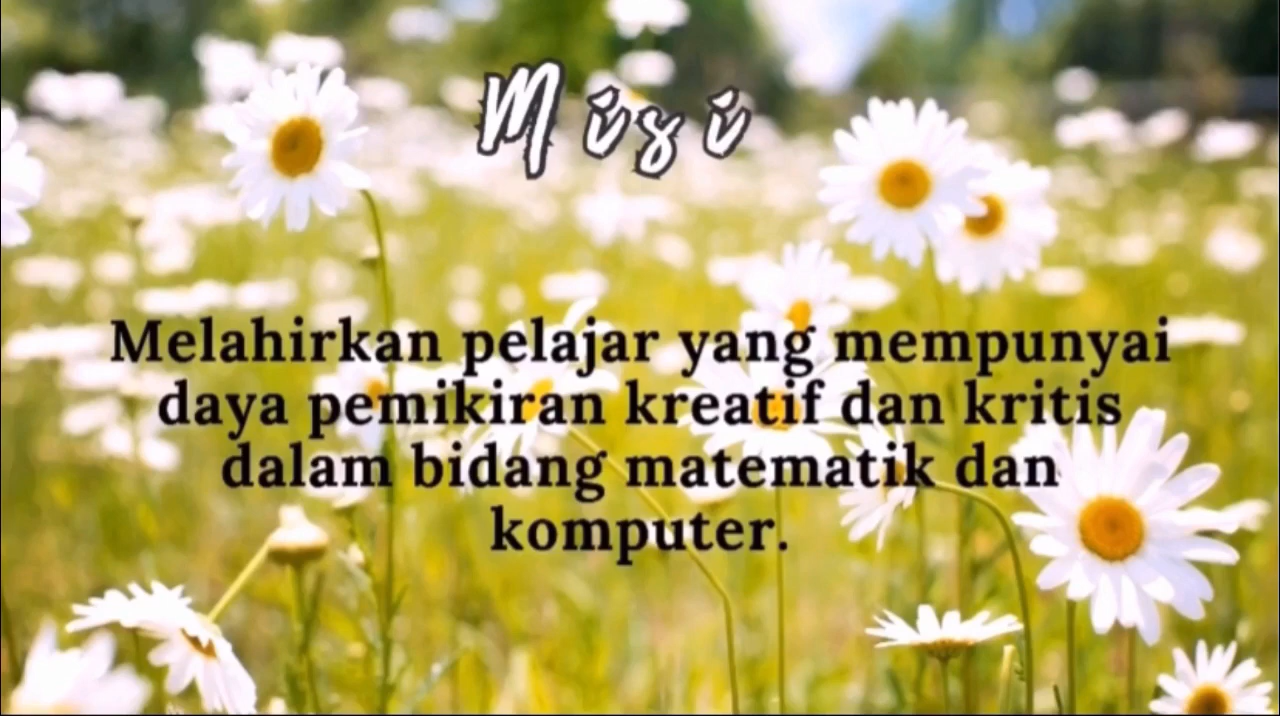 Misi
Melahirkan pelajar yang mempunyai
daya pemikiran kreatif dan kritis
dalam bidang matematik dan
komputer.